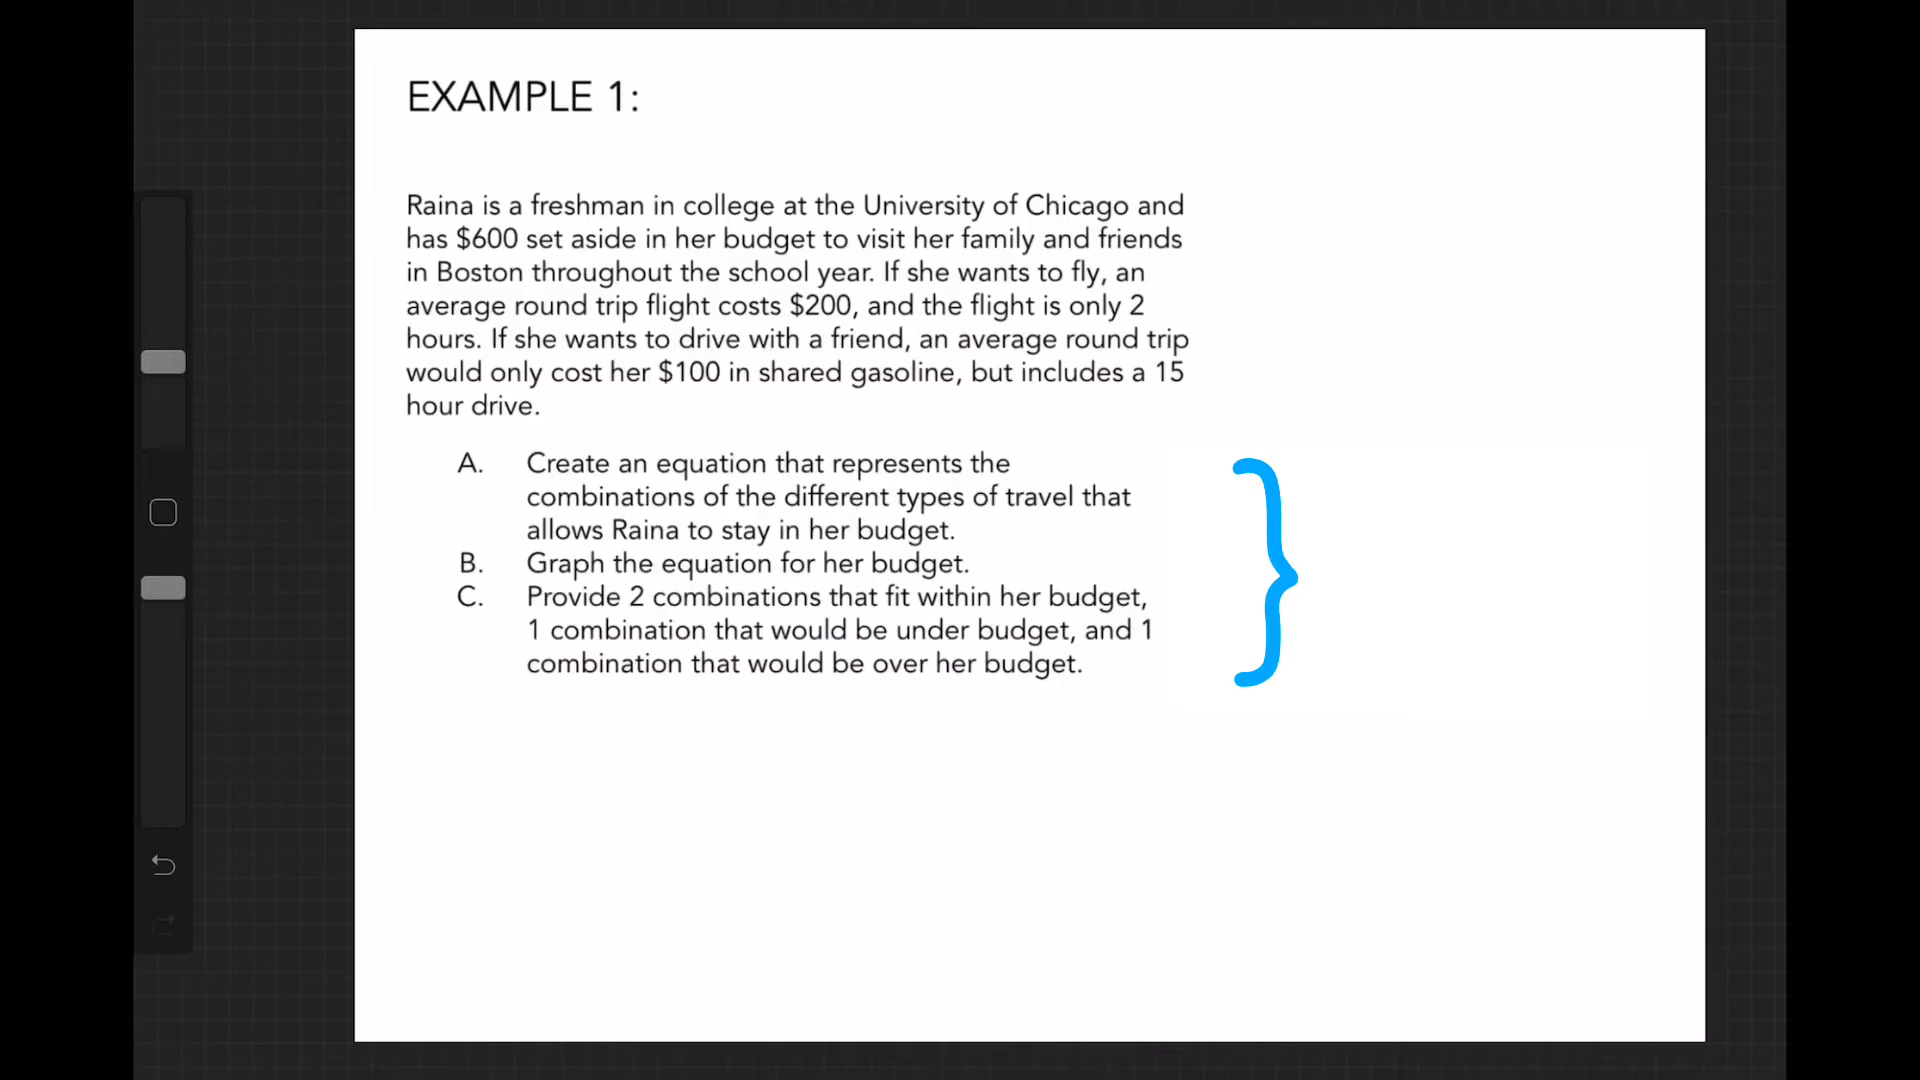 EXAMPLE 1:
Raina is a freshman in college at the University of Chicago and
has $600 set aside in her budget to visit her family and friends
in Boston throughout the school year. If she wants to fly, an
average round trip flight costs $200, and the flight is only 2
hours. If she wants to drive with a friend, an average round trip
would only cost her $100 in shared gasoline, but includes a 15
hour drive.
A. Create an equation that represents the
combinations of the different types of travel that
allows Raina to stay in her budget.
B. Graph the equation for her budget.
C. Provide 2 combinations that fit within her budget,
1 combination that would be under budget, and 1
combination that would be over her budget.